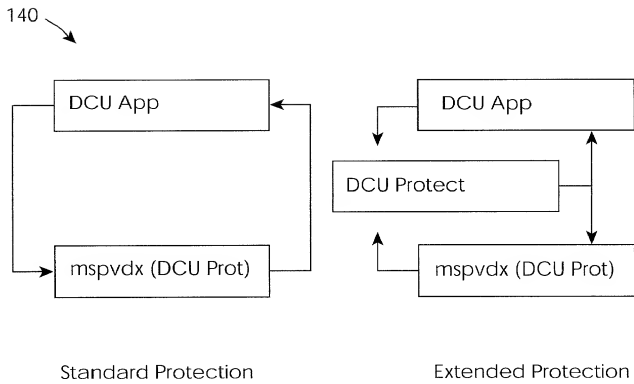 140
DCU App
mspvdx (DCU Prot)
Standard Protection
DCU App
DCU Protect
mspvdx (DCU Prot)
Extended Protection